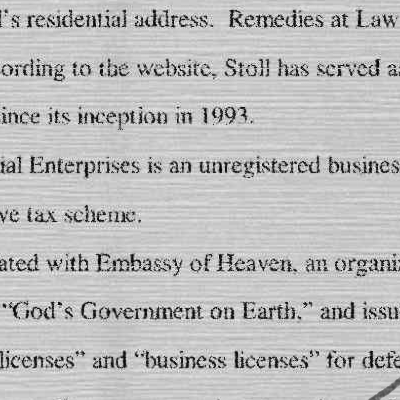 's residential address. Remedies at Law
ording to the website, Stoll has served a
ince its inception in 1993.
ial Enterprises is an unregistered busines
ve tax scheme.
ated with Embassy of Heaven, an organi
"God's Government on Earth," and issu
licenses" and "business licenses" for defe